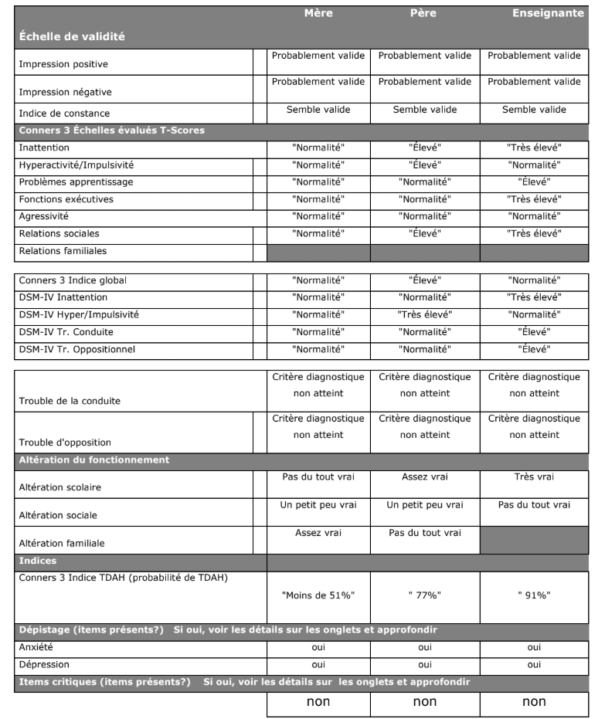 Mère Père Enseignante
Échelle de validité
Impression positive Probablement valide Probablement valide Probablement valide
Impression négative Probablement valide Probablement valide Probablement valide
Indice de constance Semble valide Semble valide Semble valide
Conners 3 Échelles évalués T-Scores
Inattention "Normalité" "Élevé" "Très élevé"
Hyperactivité/Impulsivité "Normalité" "Élevé" "Normalité"
Problèmes apprentissage "Normalité" "Normalité" "Élevé"
Fonctions exécutives "Normalité" "Normalité" "Très élevé"
Agressivité "Normalité" "Normalité" "Normalité"
Relations sociales "Normalité" "Élevé" "Très élevé"
Relations familiales
Conners 3 Indice global "Normalité" "Élevé" "Normalité"
DSM-IV Inattention "Normalité" "Normalité" "Très élevé"
DSM-IV Hyper/Impulsivité "Normalité" "Très élevé" "Normalité"
DSM-IV Tr. Conduite "Normalité" "Normalité" "Élevé"
DSM-IV Tr. Oppositionnel "Normalité" "Normalité" "Élevé"
Critère diagnostique Critère diagnostique Critère diagnostique
Trouble de la conduite non atteint non atteint non atteint
Critère diagnostique Critère diagnostique Critère diagnostique
Trouble d'opposition non atteint non atteint non atteint
Altération du fonctionnement
Altération scolaire Pas du tout vrai Assez vrai Très vrai
Altération sociale Un petit peu vrai Un petit peu vrai Pas du tout vrai
Altération familiale Assez vrai Pas du tout vrai
Indices
Conners 3 Indice TDAH (probabilité de TDAH)
"Moins de 51%" " 77%" " 91%"
Dépistage (items présents?) Si oui, voir les détails sur les onglets et approfondir
Anxiété oui oui oui
Dépression oui oui oui
Items critiques (items présents?) Si oui, voir les détails sur les onglets et approfondir
non non non